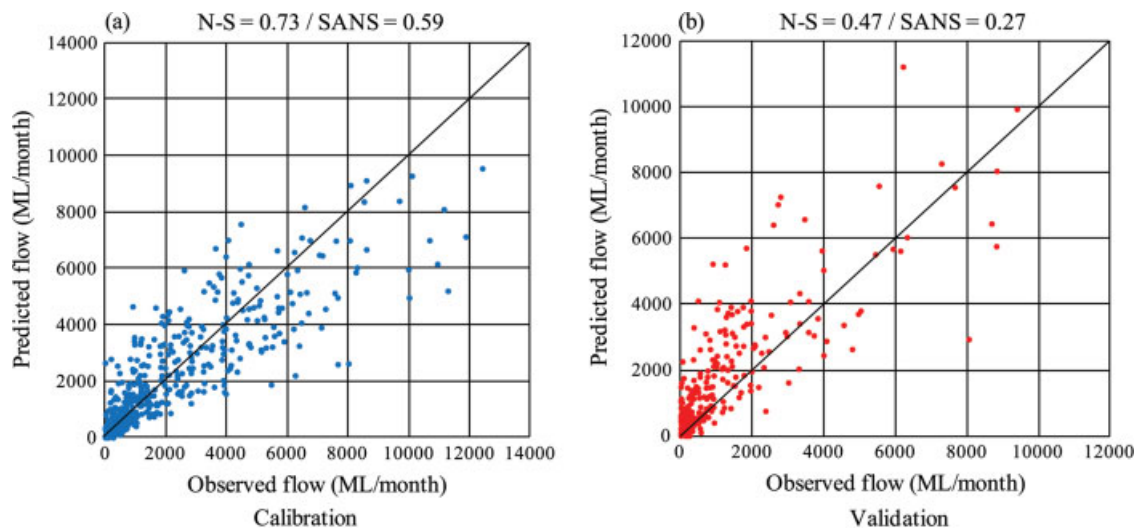 (a) N-S = 0.73 / SANS = 0.59
14000
12000
10000
8000
6000
4000
2000
0
Predicted flow (ML/month)
0 2000 4000 6000 8000 10000 12000 14000
Observed flow (ML/month)
Calibration
(b) N-S = 0.47 / SANS = 0.27
12000
10000
8000
6000
4000
2000
0
Predicted flow (ML/month)
0 2000 4000 6000 8000 10000 12000
Observed flow (ML/month)
Validation